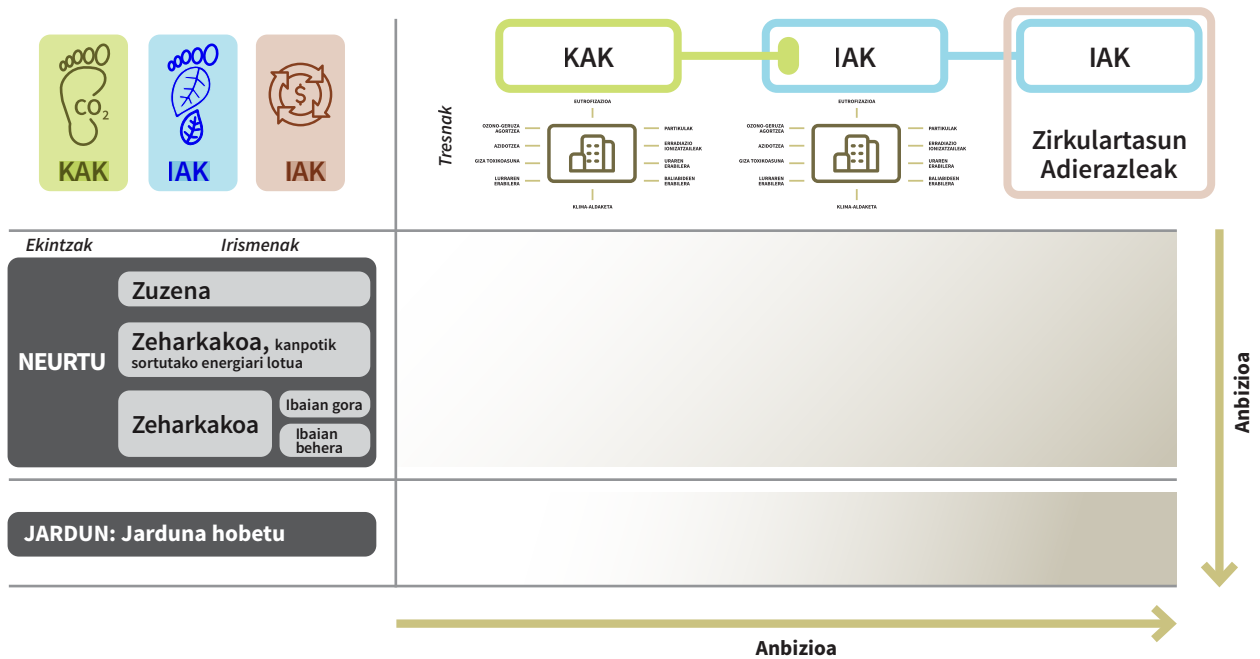 CO2
$
KAK
IAK
IAK
Tresnak
KAK
IAK
IAK
Zirkulartasun
Adierazleak
EUTROFIZAZIOA
OZONO-GERUZA
AGORTZEA
AZIDOTZEA
GIZA TOXIKOASUNA
LURRAREN
ERABILERA
PARTIKULAK
ERRADIAZIO
IONIZATZAILEAK
URAREN
ERABILERA
BALIABIDEEN
ERABILERA
KLIMA-ALDAKETA
EUTROFIZAZIOA
OZONO-GERUZA
AGORTZEA
AZIDOTZEA
GIZA TOXIKOASUNA
LURRAREN
ERABILERA
PARTIKULAK
ERRADIAZIO
IONIZATZAILEAK
URAREN
ERABILERA
BALIABIDEEN
ERABILERA
KLIMA-ALDAKETA
Ekintzak
Irismenak
NEURTU
Zuzena
Zeharkakoa, kanpotik
sortutako energiari lotua
Zeharkakoa
Ibaian gora
Ibaian
behera
JARDUN: Jarduna hobetu
Anbizioa
Anbizioa